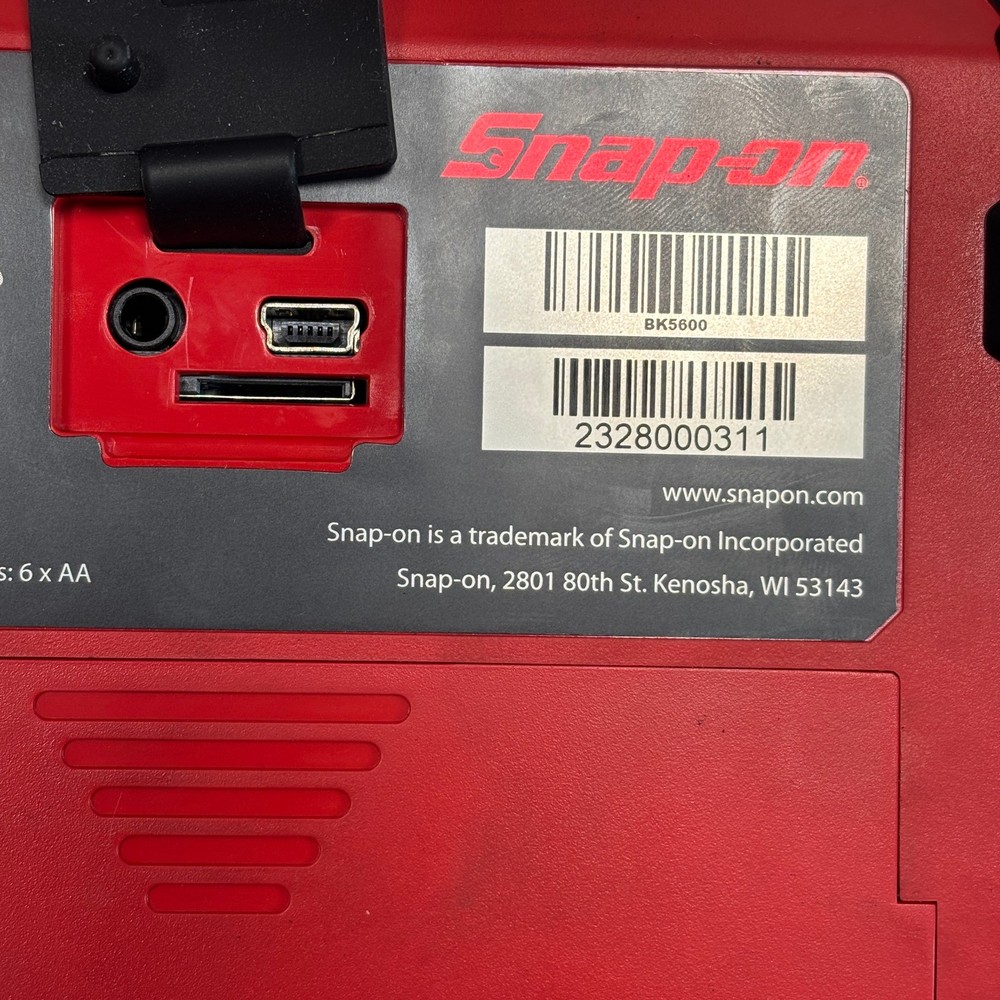 Snap-on®
BK5600
2328000311
www.snapon.com
Snap-on is a trademark of Snap-on Incorporated
s: 6 x AA
Snap-on, 2801 80th St. Kenosha, WI 53143